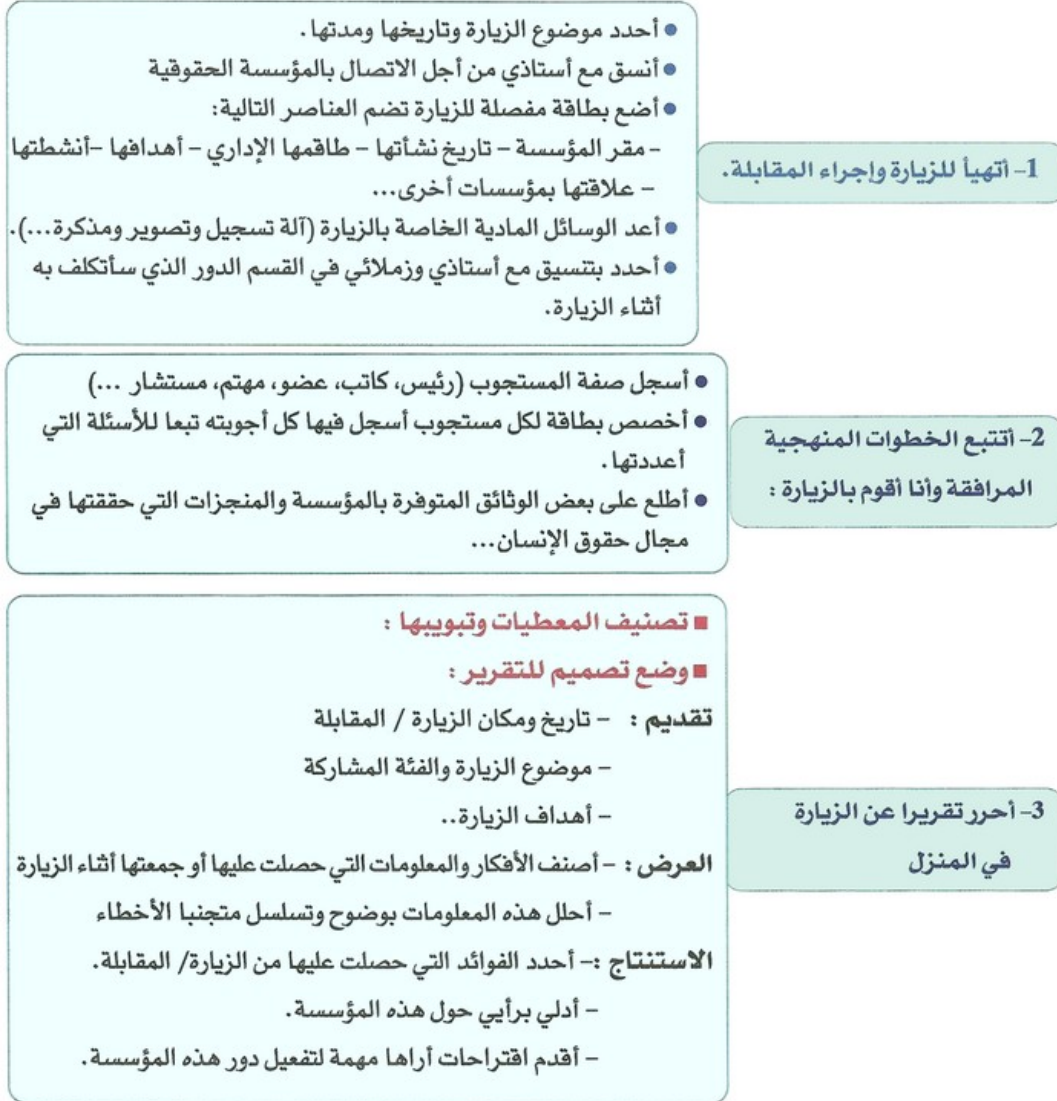 1- أتهيأ للزيارة وإجراء المقابلة.
● أحدد موضوع الزيارة وتاريخها ومدتها.
● أنسق مع أستاذي من أجل الاتصال بالمؤسسة الحقوقية
● أضع بطاقة مفصلة للزيارة تضم العناصر التالية:
– مقر المؤسسة – تاريخ نشأتها – طاقمها الإداري – أهدافها –أنشطتها
– علاقتها بمؤسسات أخرى...
● أعد الوسائل المادية الخاصة بالزيارة (آلة تسجيل وتصوير ومذكرة...).
● أحدد بتنسيق مع أستاذي وزملائي في القسم الدور الذي سأتكلف به
أثناء الزيارة.
2- أتتبع الخطوات المنهجية
المرافقة وأنا أقوم بالزيارة :
● أسجل صفة المستجوب (رئيس، كاتب، عضو، مهتم، مستشار ...)
● أخصص بطاقة لكل مستجوب أسجل فيها كل أجوبته تبعا للأسئلة التي
أعددتها.
● أطلع على بعض الوثائق المتوفرة بالمؤسسة والمنجزات التي حققتها في
مجال حقوق الإنسان...
3- أحرر تقريرا عن الزيارة
في المنزل
■ تصنيف المعطيات وتبويبها :
■ وضع تصميم للتقرير :
تقديم : – تاريخ ومكان الزيارة / المقابلة
– موضوع الزيارة والفئة المشاركة
– أهداف الزيارة..
العرض : – أصنف الأفكار والمعلومات التي حصلت عليها أو جمعتها أثناء الزيارة
– أحلل هذه المعلومات بوضوح وتسلسل متجنبا الأخطاء
الاستنتاج :– أحدد الفوائد التي حصلت عليها من الزيارة/ المقابلة.
– أدلي برأيي حول هذه المؤسسة.
– أقدم اقتراحات أراها مهمة لتفعيل دور هذه المؤسسة.